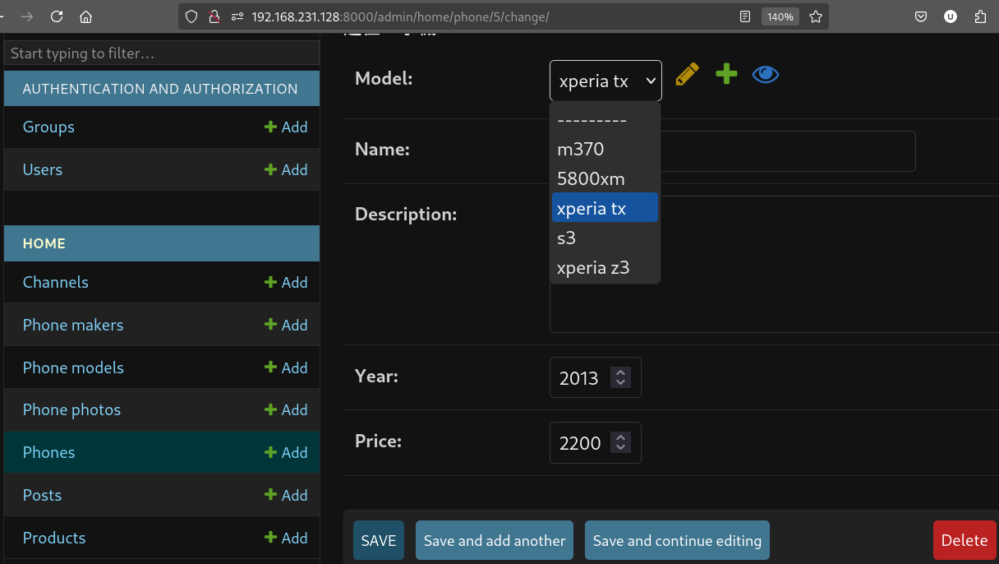 192.168.231.128:8000/admin/home/phone/5/change/
140%
U
Start typing to filter…
AUTHENTICATION AND AUTHORIZATION
Groups
Add
Users
Add
HOME
Channels
Add
Phone makers
Add
Phone models
Add
Phone photos
Add
Phones
Add
Posts
Add
Products
Add
Model:
xperia tx
---------
m370
5800xm
xperia tx
s3
xperia z3
Name:
Description:
Year:
2013
Price:
2200
SAVE
Save and add another
Save and continue editing
Delete